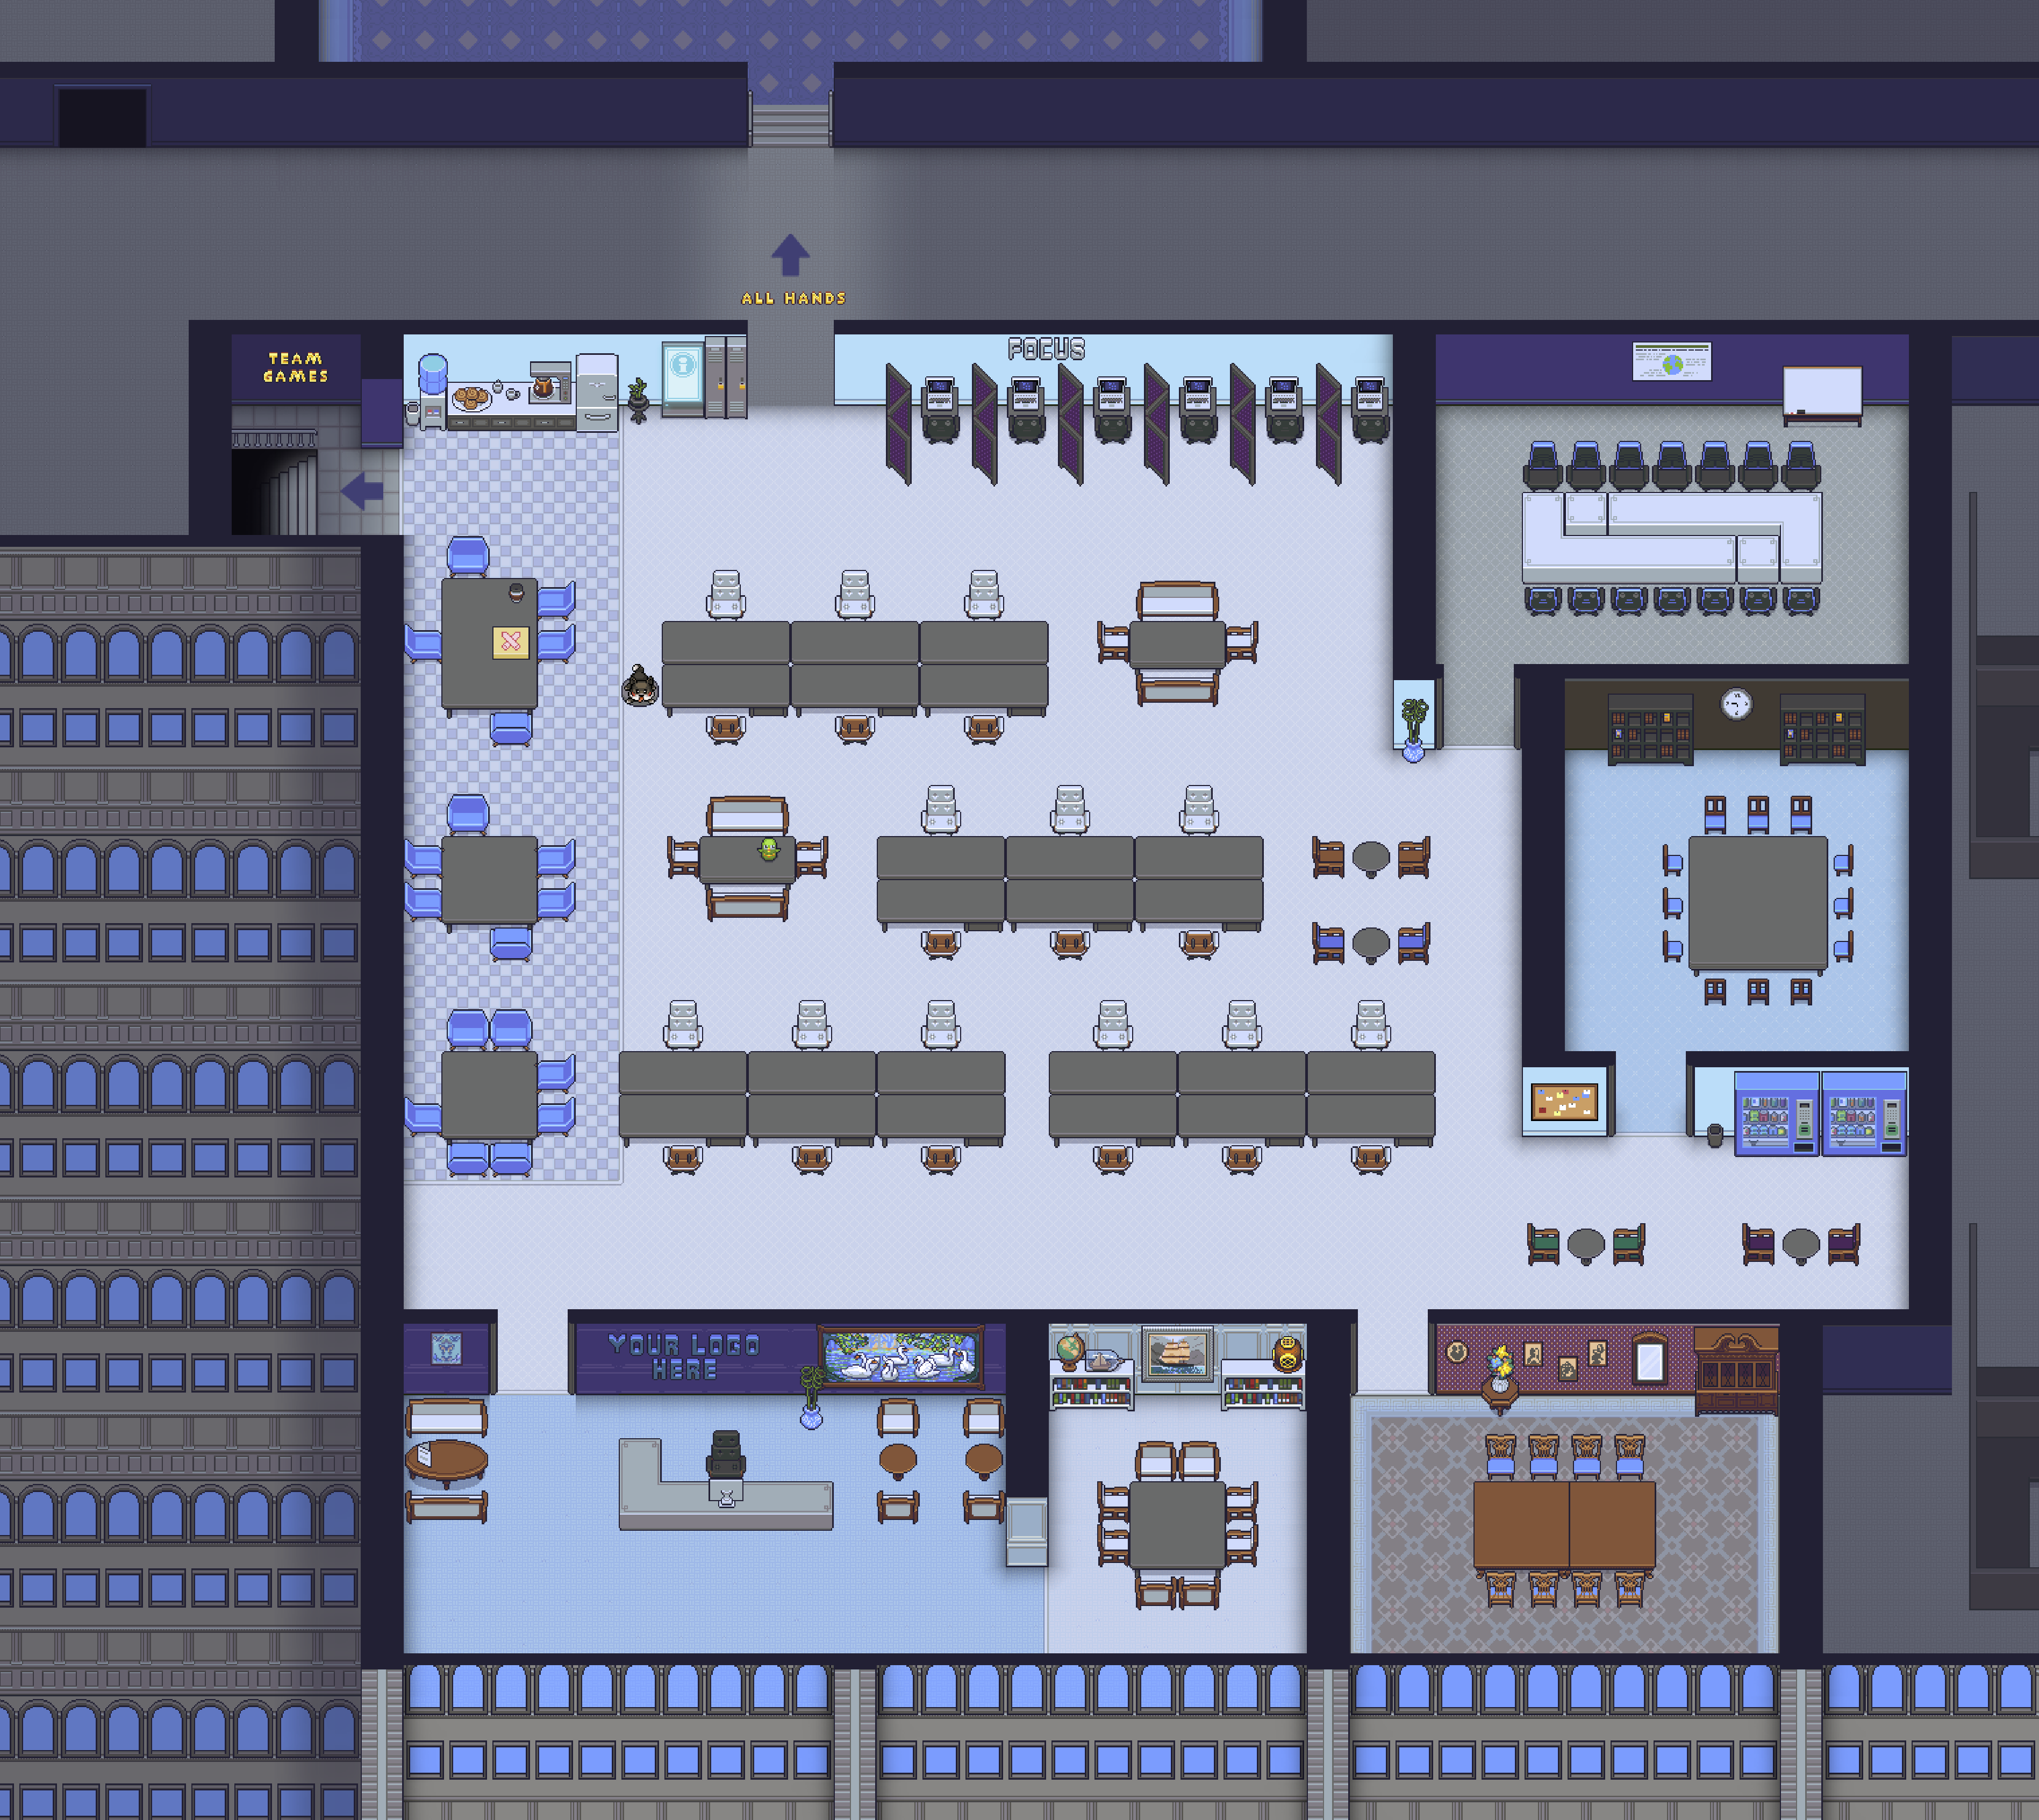 ALL HANDS
TEAM
GAMES
FOCUS
YOUR LOGO
HERE